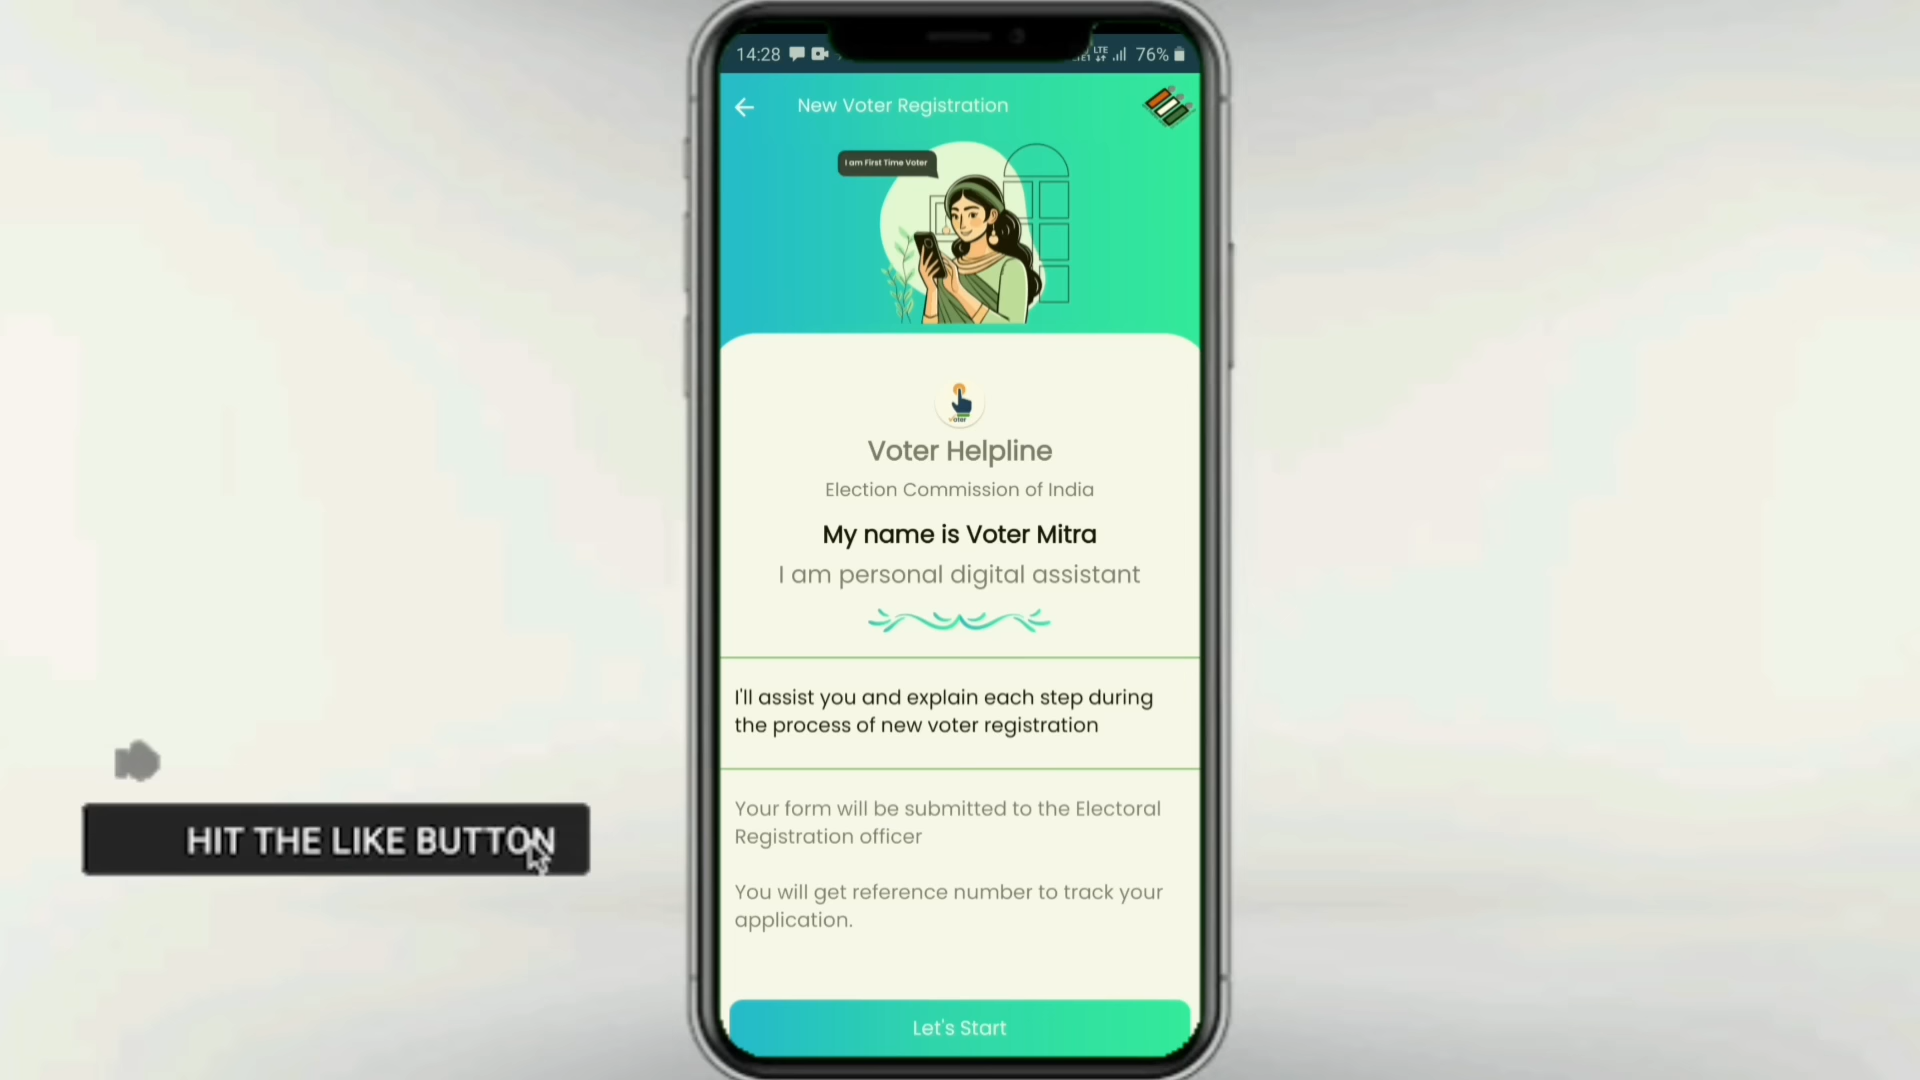 14:28
LTE
76%
New Voter Registration
I am First Time Voter
Voter
Voter Helpline
Election Commission of India
My name is Voter Mitra
I am personal digital assistant
I'll assist you and explain each step during
the process of new voter registration
Your form will be submitted to the Electoral
Registration officer
You will get reference number to track your
application.
Let's Start
HIT THE LIKE BUTTON